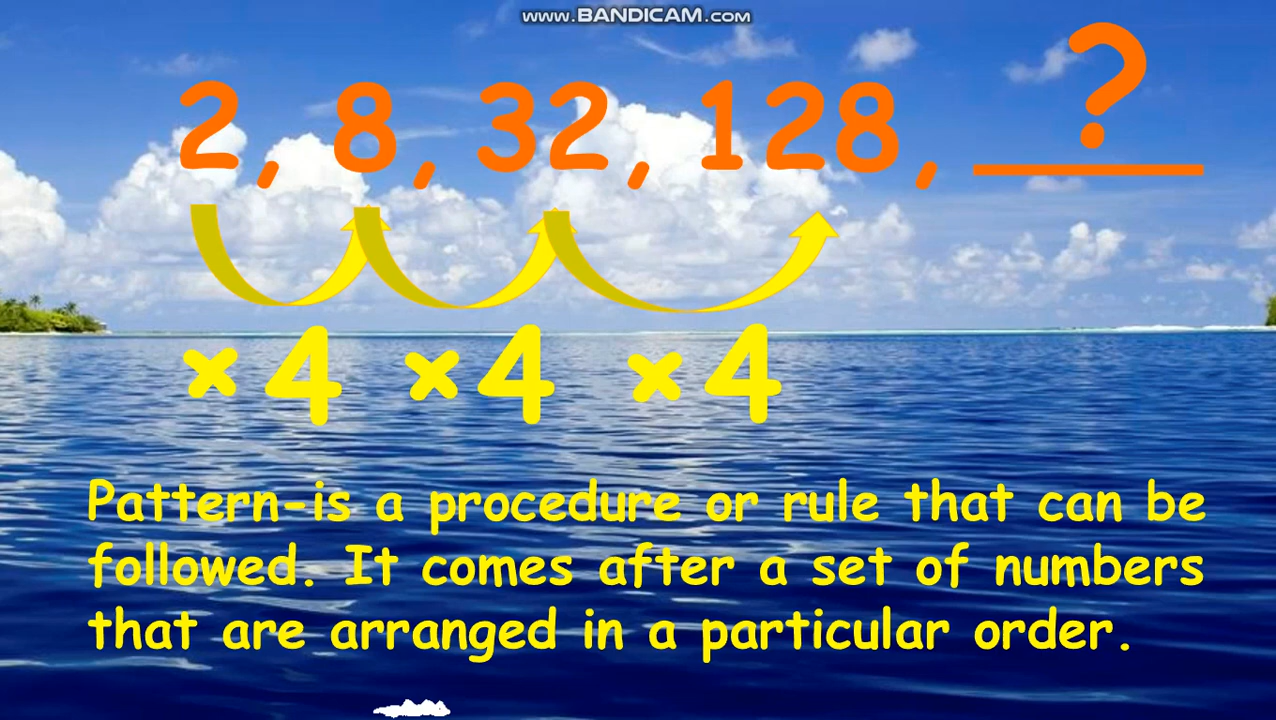 www.BANDICAM.com
2, 8, 32, 128, ?
×4 ×4 ×4
Pattern-is a procedure or rule that can be
followed. It comes after a set of numbers
that are arranged in a particular order.